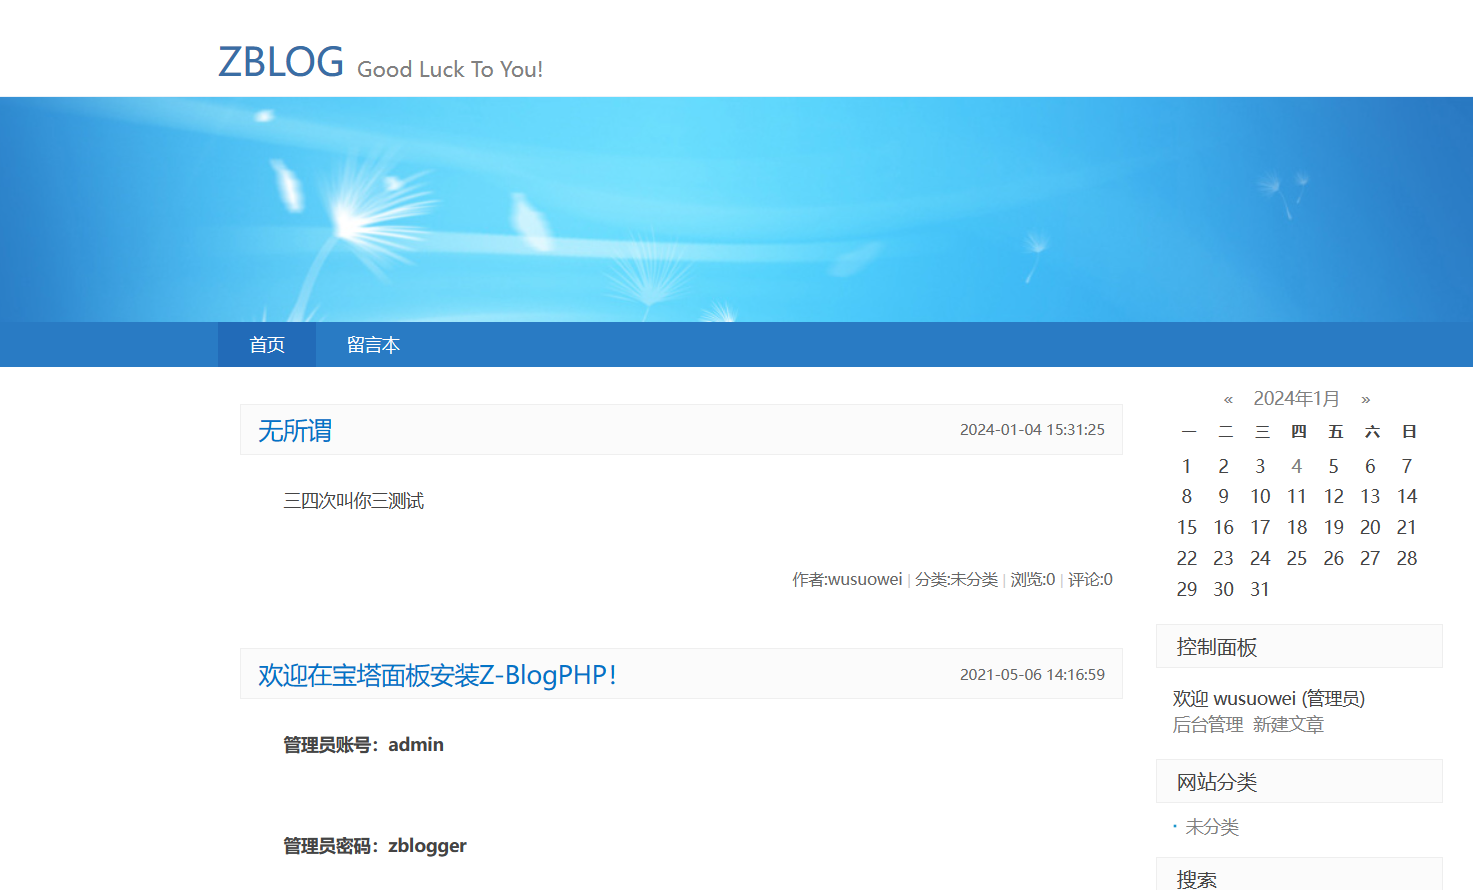 ZBLOG Good Luck To You!
首页 留言本
无所谓 2024-01-04 15:31:25
三四次叫你三测试
作者:wusuowei | 分类:未分类 | 浏览:0 | 评论:0
欢迎在宝塔面板安装Z-BlogPHP! 2021-05-06 14:16:59
管理员账号：admin
管理员密码：zblogger
« 2024年1月 »
一 二 三 四 五 六 日
1 2 3 4 5 6 7
8 9 10 11 12 13 14
15 16 17 18 19 20 21
22 23 24 25 26 27 28
29 30 31
控制面板
欢迎 wusuowei (管理员)
后台管理 新建文章
网站分类
· 未分类
搜索